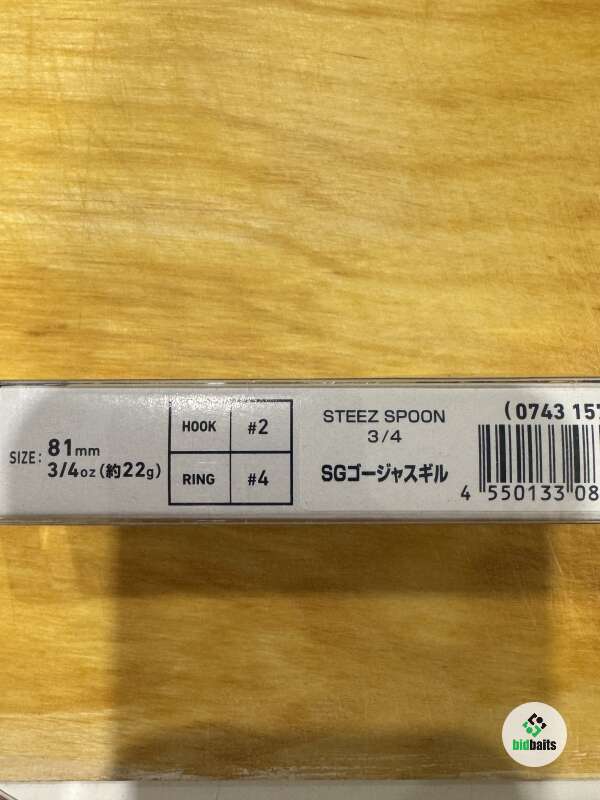 SIZE: 81mm
3/4oz (約22g)
HOOK #2
RING #4
STEEZ SPOON
3/4
SGゴージャスギル
(0743 157
4 550133 08
bidbaits